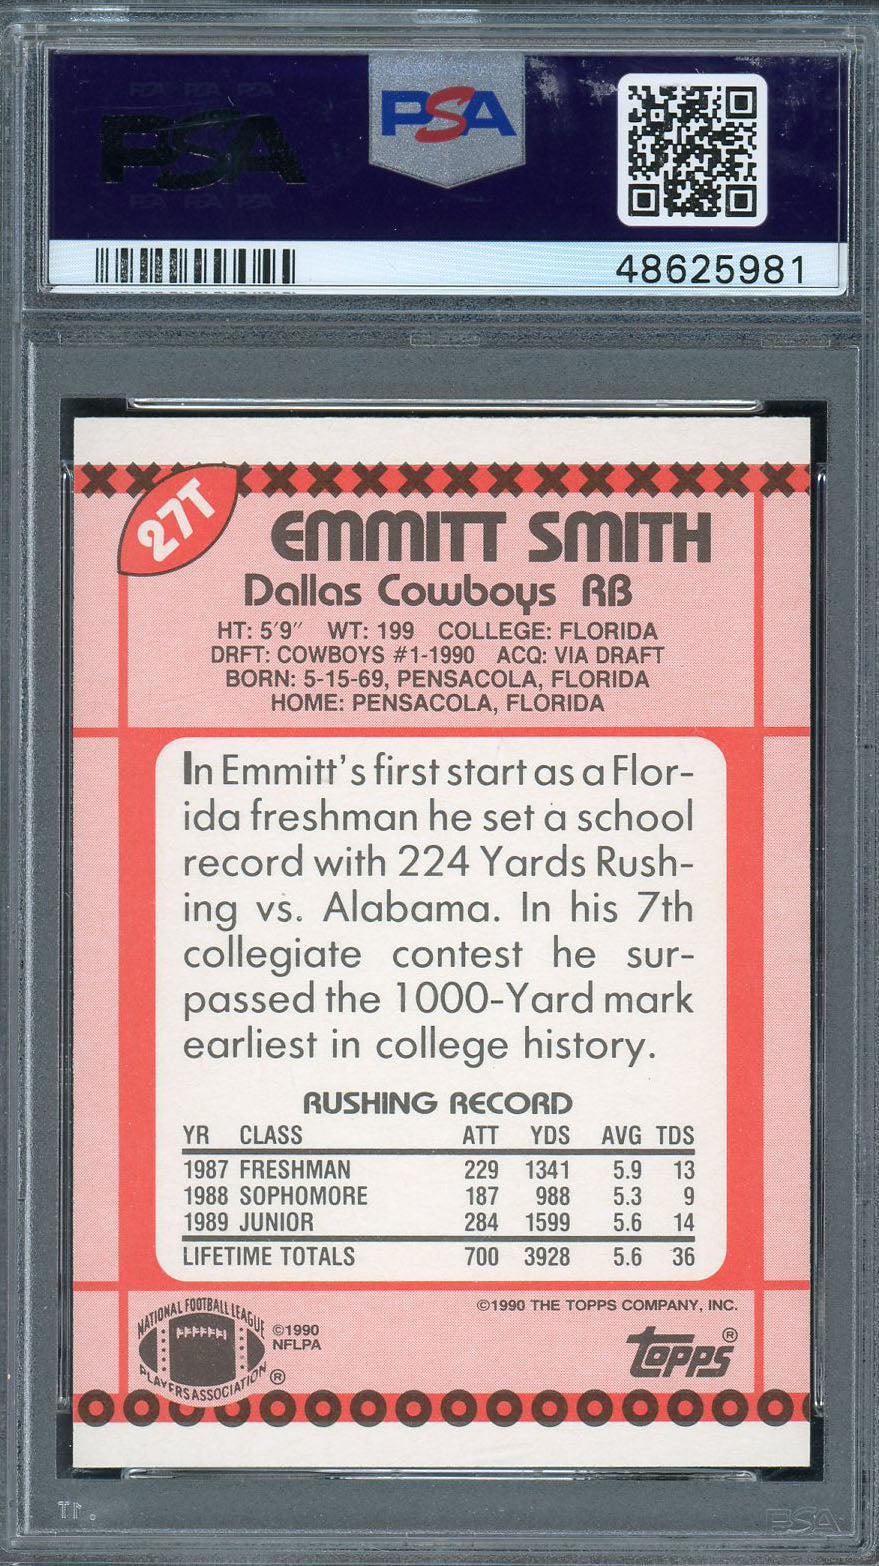 PSA
PSA
48625981
27T
EMMITT SMITH
Dallas Cowboys RB
HT: 5'9" WT: 199 COLLEGE: FLORIDA
DRFT: COWBOYS #1-1990 ACQ: VIA DRAFT
BORN: 5-15-69, PENSACOLA, FLORIDA
HOME: PENSACOLA, FLORIDA
In Emmitt's first start as a Flor-
ida freshman he set a school
record with 224 Yards Rush-
ing vs. Alabama. In his 7th
collegiate contest he sur-
passed the 1000-Yard mark
earliest in college history.
RUSHING RECORD
YR CLASS ATT YDS AVG TDS
1987 FRESHMAN 229 1341 5.9 13
1988 SOPHOMORE 187 988 5.3 9
1989 JUNIOR 284 1599 5.6 14
LIFETIME TOTALS 700 3928 5.6 36
©1990 THE TOPPS COMPANY, INC.
NATIONAL FOOTBALL LEAGUE
PLAYERS ASSOCIATION ®
©1990
NFLPA
Topps®
PSA